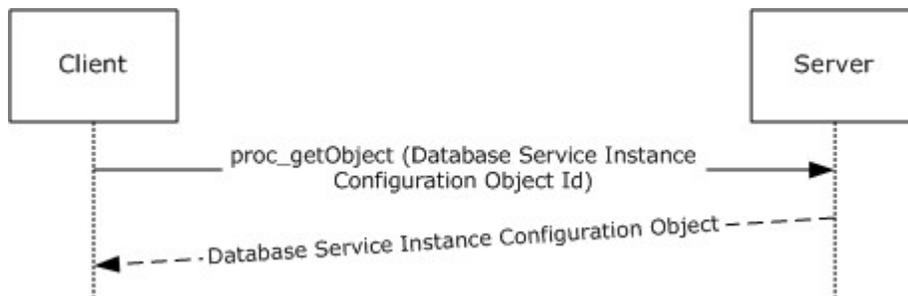 Client
Server
proc_getObject (Database Service Instance
Configuration Object Id)
Database Service Instance Configuration Object